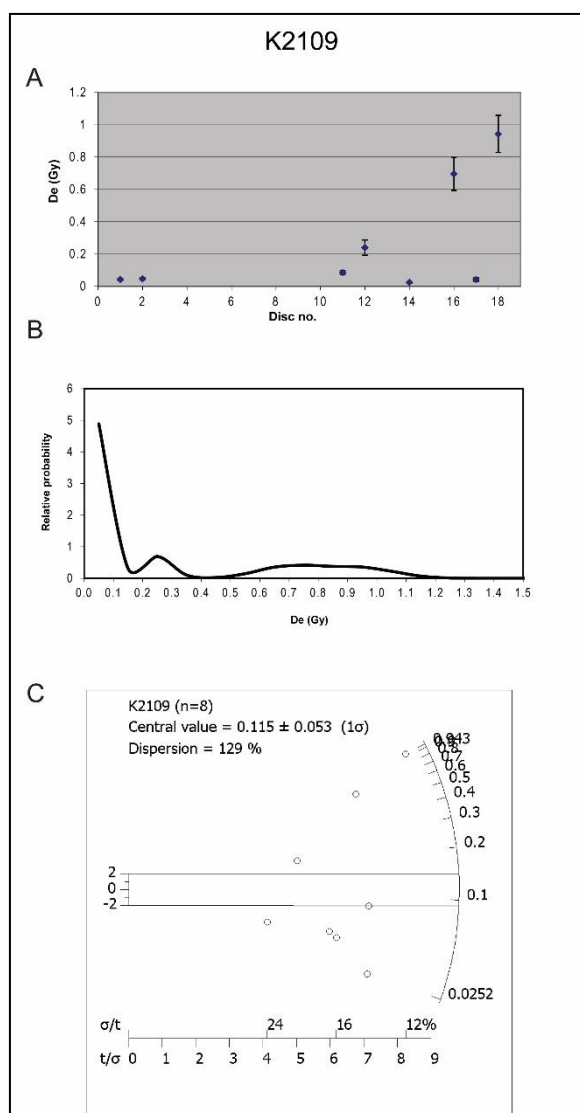 K2109
A
1.2
1
0.8
0.6
0.4
0.2
0
De (Gy)
0 2 4 6 8 10 12 14 16 18
Disc no.
B
6
5
4
3
2
1
0
Relative probability
0.0 0.1 0.2 0.3 0.4 0.5 0.6 0.7 0.8 0.9 1.0 1.1 1.2 1.3 1.4 1.5
De (Gy)
C
K2109 (n=8)
Central value = 0.115 ± 0.053 (1σ)
Dispersion = 129 %
0.943
0.8
0.7
0.6
0.5
0.4
0.3
0.2
0.1
0.0252
2
0
-2
σ/t 24 16 12%
t/σ 0 1 2 3 4 5 6 7 8 9